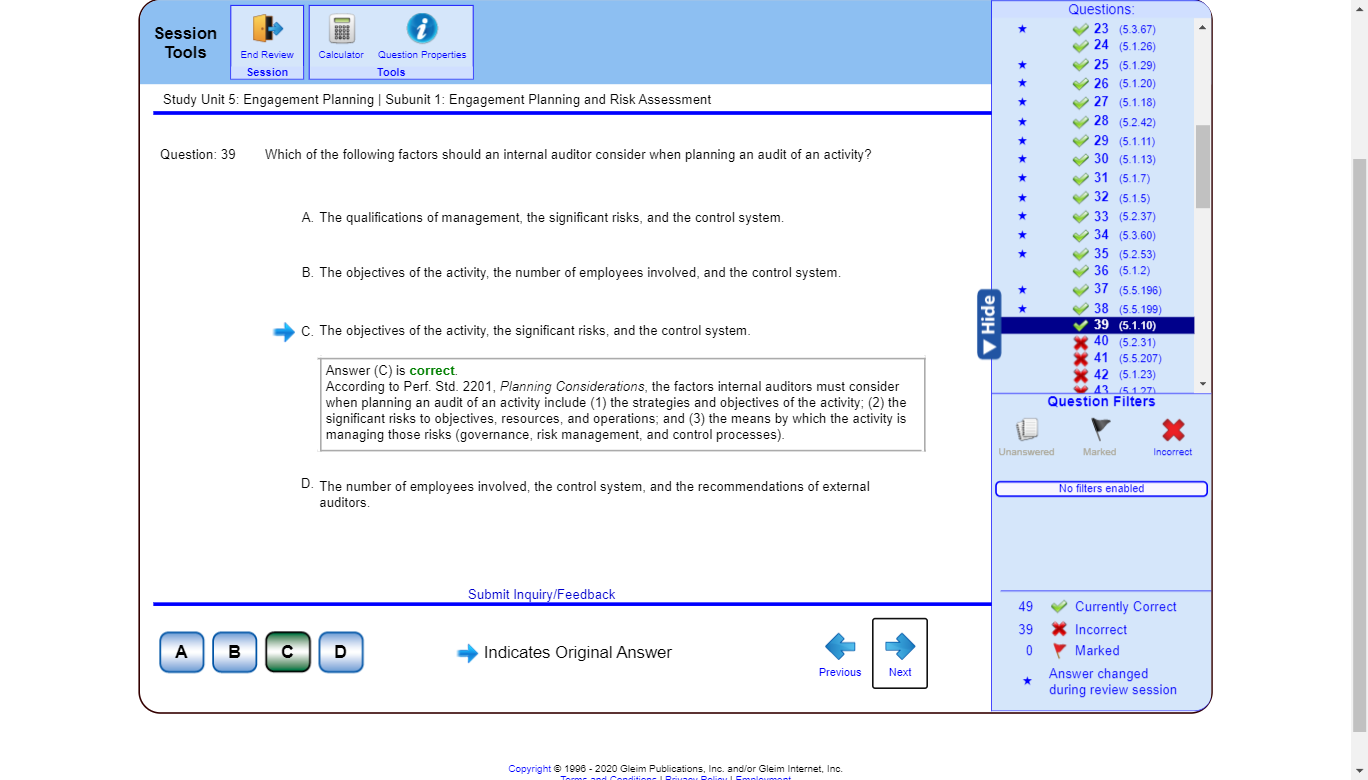 Session
Tools
End Review
Session
Calculator
Question Properties
Tools
Study Unit 5: Engagement Planning | Subunit 1: Engagement Planning and Risk Assessment
Question: 39
Which of the following factors should an internal auditor consider when planning an audit of an activity?
A. The qualifications of management, the significant risks, and the control system.
B. The objectives of the activity, the number of employees involved, and the control system.
C. The objectives of the activity, the significant risks, and the control system.
Answer (C) is correct.
According to Perf. Std. 2201, Planning Considerations, the factors internal auditors must consider
when planning an audit of an activity include (1) the strategies and objectives of the activity; (2) the
significant risks to objectives, resources, and operations; and (3) the means by which the activity is
managing those risks (governance, risk management, and control processes).
D. The number of employees involved, the control system, and the recommendations of external
auditors.
Submit Inquiry/Feedback
A
B
C
D
Indicates Original Answer
Previous
Next
Hide
Questions:
23 (5.3.67)
24 (5.1.26)
25 (5.1.29)
26 (5.1.20)
27 (5.1.18)
28 (5.2.42)
29 (5.1.11)
30 (5.1.13)
31 (5.1.7)
32 (5.1.5)
33 (5.2.37)
34 (5.3.60)
35 (5.2.53)
36 (5.1.2)
37 (5.5.196)
38 (5.5.199)
39 (5.1.10)
40 (5.2.31)
41 (5.5.207)
42 (5.1.23)
43 (5.1.27)
Question Filters
Unanswered
Marked
Incorrect
No filters enabled
49 Currently Correct
39 Incorrect
0 Marked
Answer changed
during review session
Copyright © 1996 - 2020 Gleim Publications, Inc. and/or Gleim Internet, Inc.
Terms and Conditions | Privacy Policy | Employment